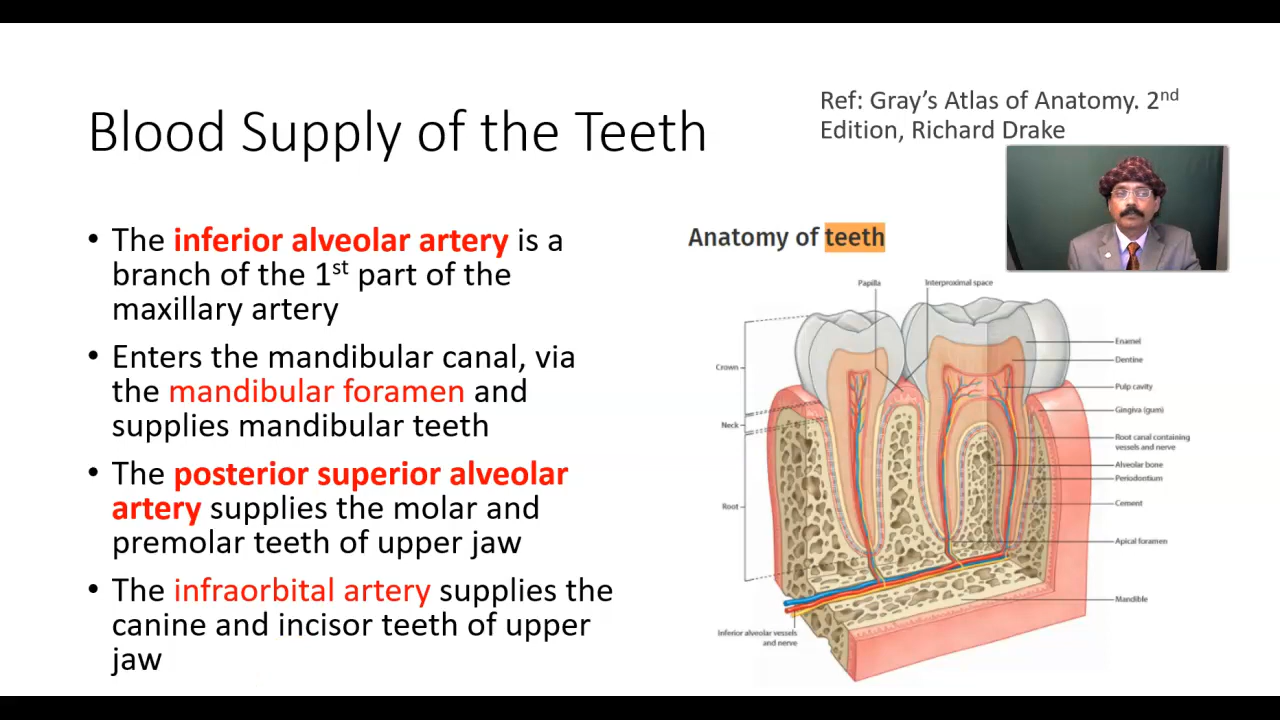 Blood Supply of the Teeth
Ref: Gray's Atlas of Anatomy. 2nd
Edition, Richard Drake
• The inferior alveolar artery is a
branch of the 1st part of the
maxillary artery
• Enters the mandibular canal, via
the mandibular foramen and
supplies mandibular teeth
• The posterior superior alveolar
artery supplies the molar and
premolar teeth of upper jaw
• The infraorbital artery supplies the
canine and incisor teeth of upper
jaw
Anatomy of teeth
Papilla
Interproximal space
Crown
Neck
Root
Enamel
Dentine
Pulp cavity
Gingiva (gum)
Root canal containing
vessels and nerve
Alveolar bone
Periodontium
Cement
Apical foramen
Mandible
Inferior alveolar vessels
and nerve